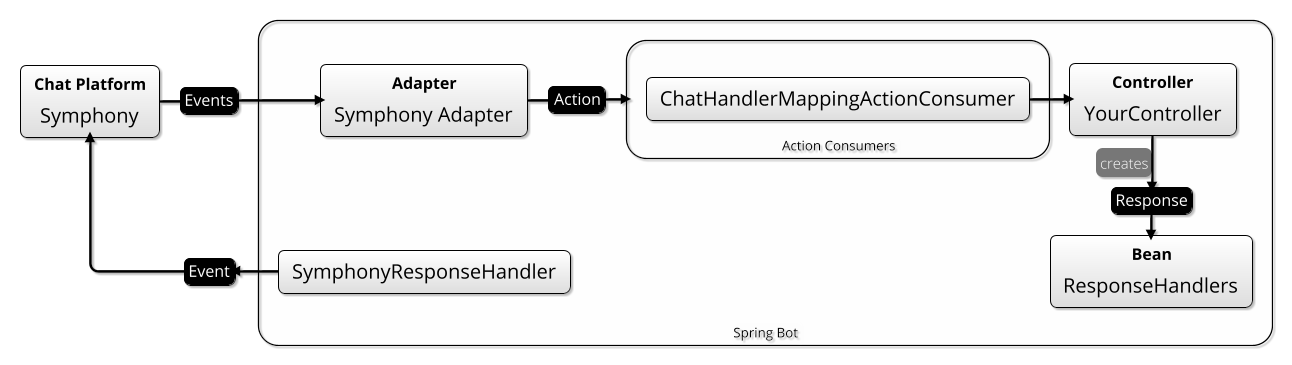 Chat Platform
Symphony
Events
Adapter
Symphony Adapter
Action
ChatHandlerMappingActionConsumer
Action Consumers
Controller
YourController
creates
Response
Bean
ResponseHandlers
SymphonyResponseHandler
Event
Spring Bot